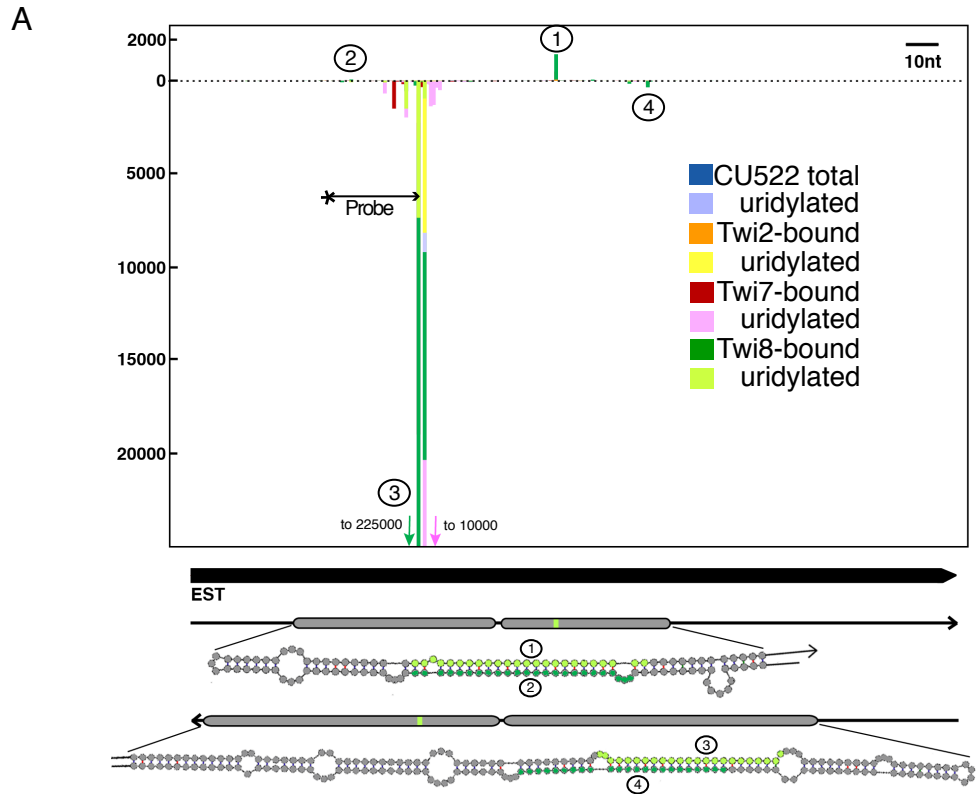 A
2000
0
5000
10000
15000
20000
2
1
4
10nt
Probe
CU522 total
uridylated
Twi2-bound
uridylated
Twi7-bound
uridylated
Twi8-bound
uridylated
3
to 225000
to 10000
EST
1
2
3
4